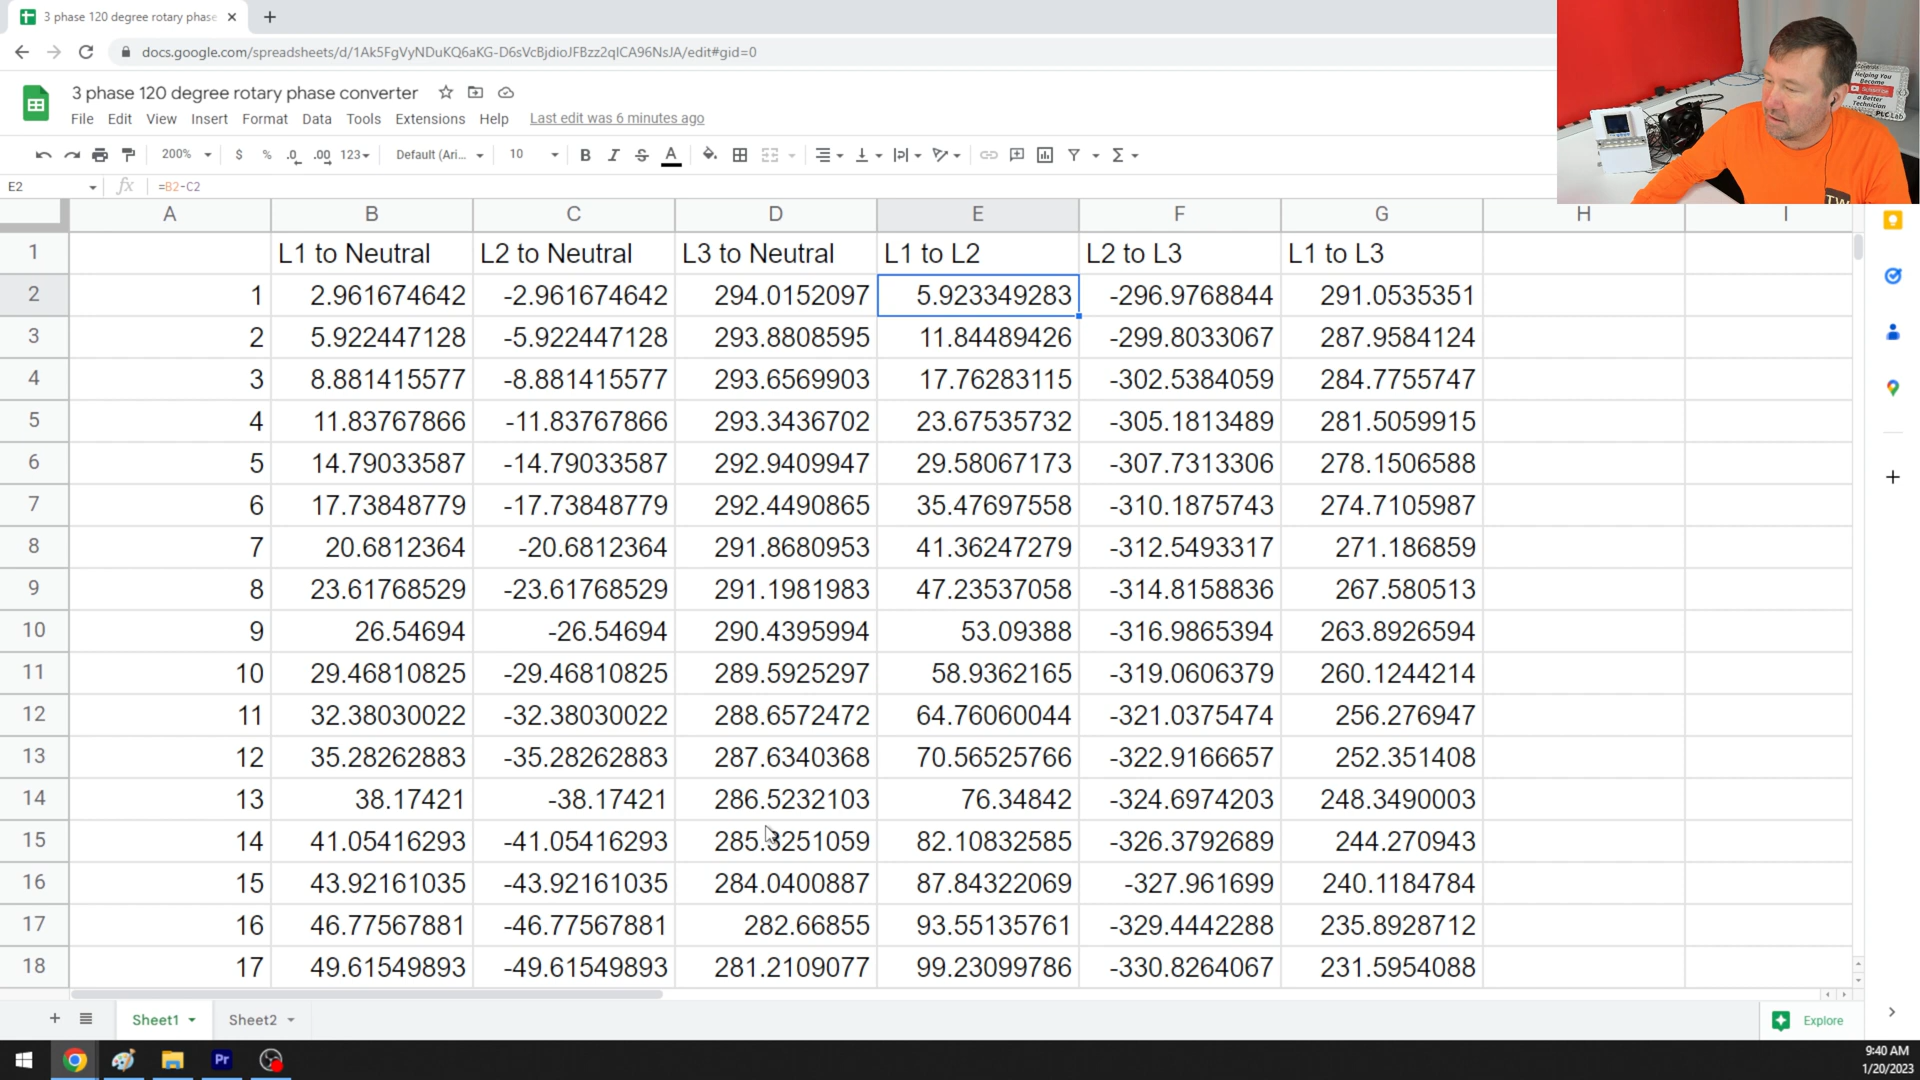 3 phase 120 degree rotary phase
docs.google.com/spreadsheets/d/1Ak5FgVyNDuKQ6aKG-D6sVcBjdioJFBzz2qlCA96NsJA/edit#gid=0
3 phase 120 degree rotary phase converter
File Edit View Insert Format Data Tools Extensions Help Last edit was 6 minutes ago
200% $ % .0 .00 123 Default (Ari... 10 B I S A
E2 fx =B2-C2
A B C D E F G H I
1 L1 to Neutral L2 to Neutral L3 to Neutral L1 to L2 L2 to L3 L1 to L3
2 1 2.961674642 -2.961674642 294.0152097 5.923349283 -296.9768844 291.0535351
3 2 5.922447128 -5.922447128 293.8808595 11.84489426 -299.8033067 287.9584124
4 3 8.881415577 -8.881415577 293.6569903 17.76283115 -302.5384059 284.7755747
5 4 11.83767866 -11.83767866 293.3436702 23.67535732 -305.1813489 281.5059915
6 5 14.79033587 -14.79033587 292.9409947 29.58067173 -307.7313306 278.1506588
7 6 17.73848779 -17.73848779 292.4490865 35.47697558 -310.1875743 274.7105987
8 7 20.6812364 -20.6812364 291.8680953 41.36247279 -312.5493317 271.186859
9 8 23.61768529 -23.61768529 291.1981983 47.23537058 -314.8158836 267.580513
10 9 26.54694 -26.54694 290.4395994 53.09388 -316.9865394 263.8926594
11 10 29.46810825 -29.46810825 289.5925297 58.9362165 -319.0606379 260.1244214
12 11 32.38030022 -32.38030022 288.6572472 64.76060044 -321.0375474 256.276947
13 12 35.28262883 -35.28262883 287.6340368 70.56525766 -322.9166657 252.351408
14 13 38.17421 -38.17421 286.5232103 76.34842 -324.6974203 248.3490003
15 14 41.05416293 -41.05416293 285.3251059 82.10832585 -326.3792689 244.270943
16 15 43.92161035 -43.92161035 284.0400887 87.84322069 -327.961699 240.1184784
17 16 46.77567881 -46.77567881 282.66855 93.55135761 -329.4442288 235.8928712
18 17 49.61549893 -49.61549893 281.2109077 99.23099786 -330.8264067 231.5954088
Sheet1 Sheet2 Explore
Pr
9:40 AM
1/20/2023
Helping You
Become
Subscribe
a Better
Technician
PLC Lab
TW